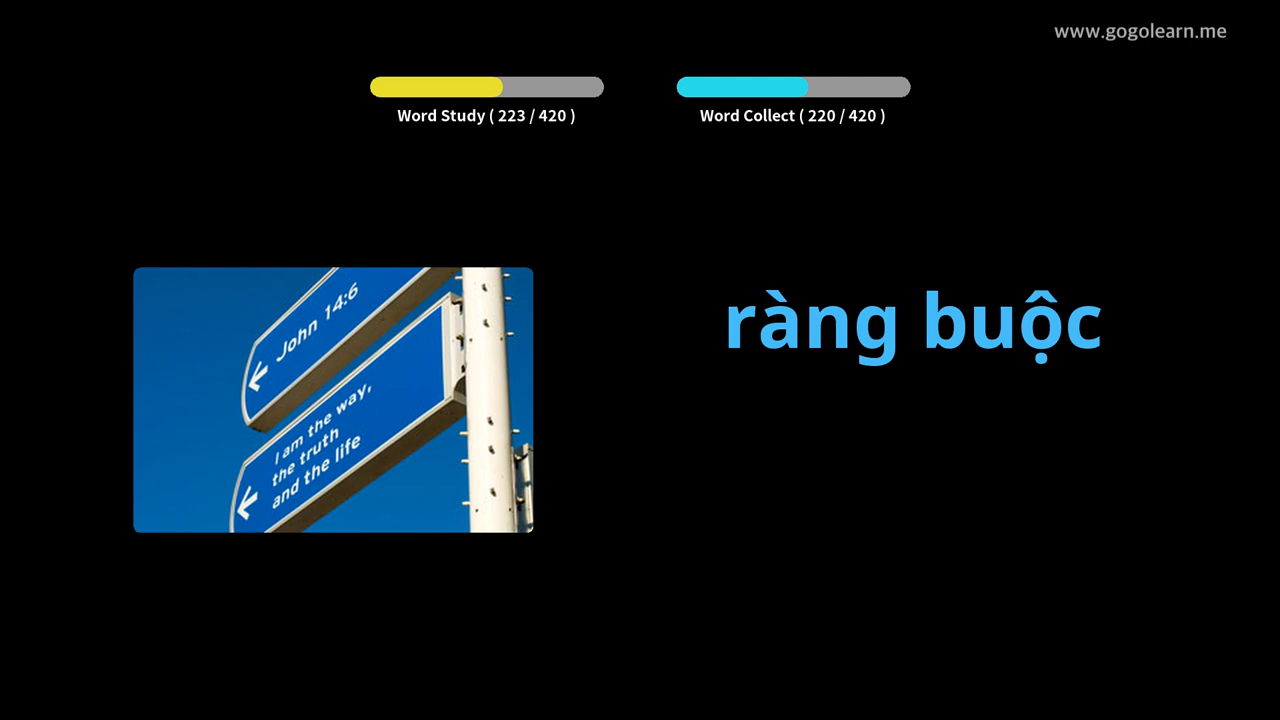 www.gogolearn.me
Word Study ( 223 / 420 )
Word Collect ( 220 / 420 )
John 14:6
I am the way,
the truth
and the life
ràng buộc